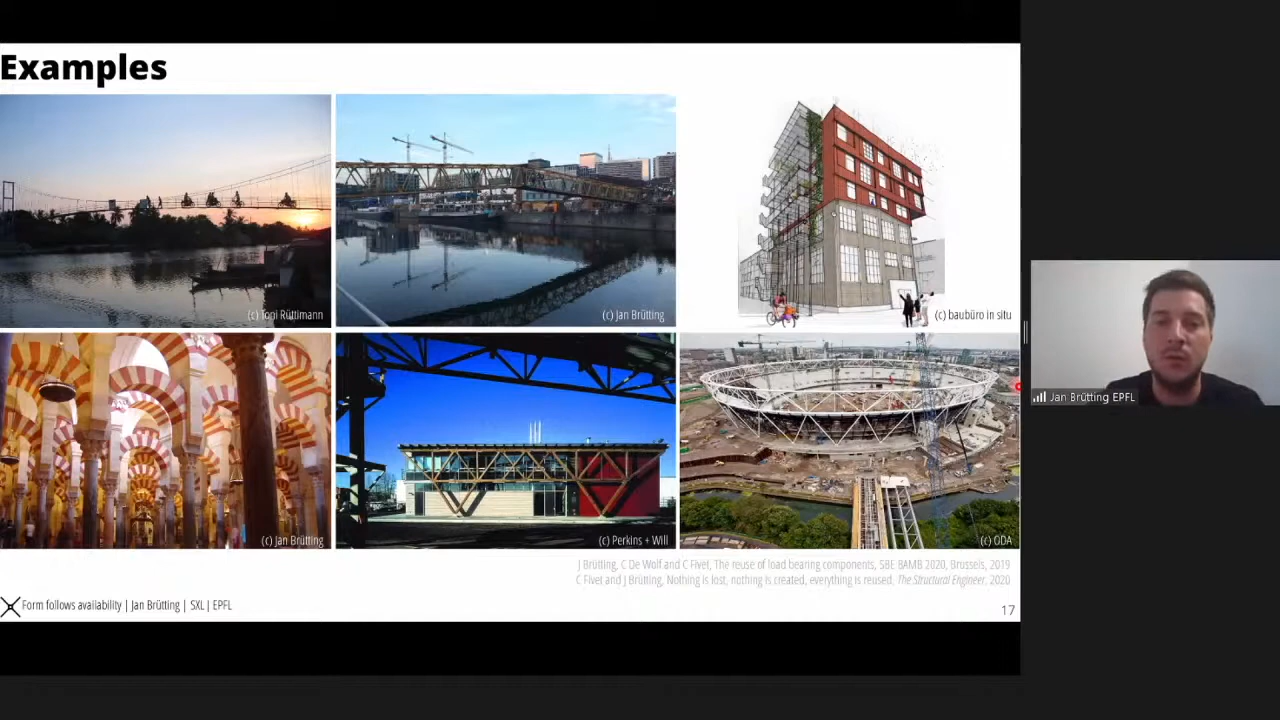 Examples
(c) Toni Rüttimann
(c) Jan Brütting
(c) baubüro in situ
(c) Jan Brütting
(c) Perkins + Will
(c) ODA
J Brütting, C De Wolf and C Fivet, The reuse of load bearing components, SBE BAMB 2020, Brussels, 2019
C Fivet and J Brütting, Nothing is lost, nothing is created, everything is reused, The Structural Engineer, 2020
Form follows availability | Jan Brütting | SXL | EPFL
17
Jan Brütting EPFL